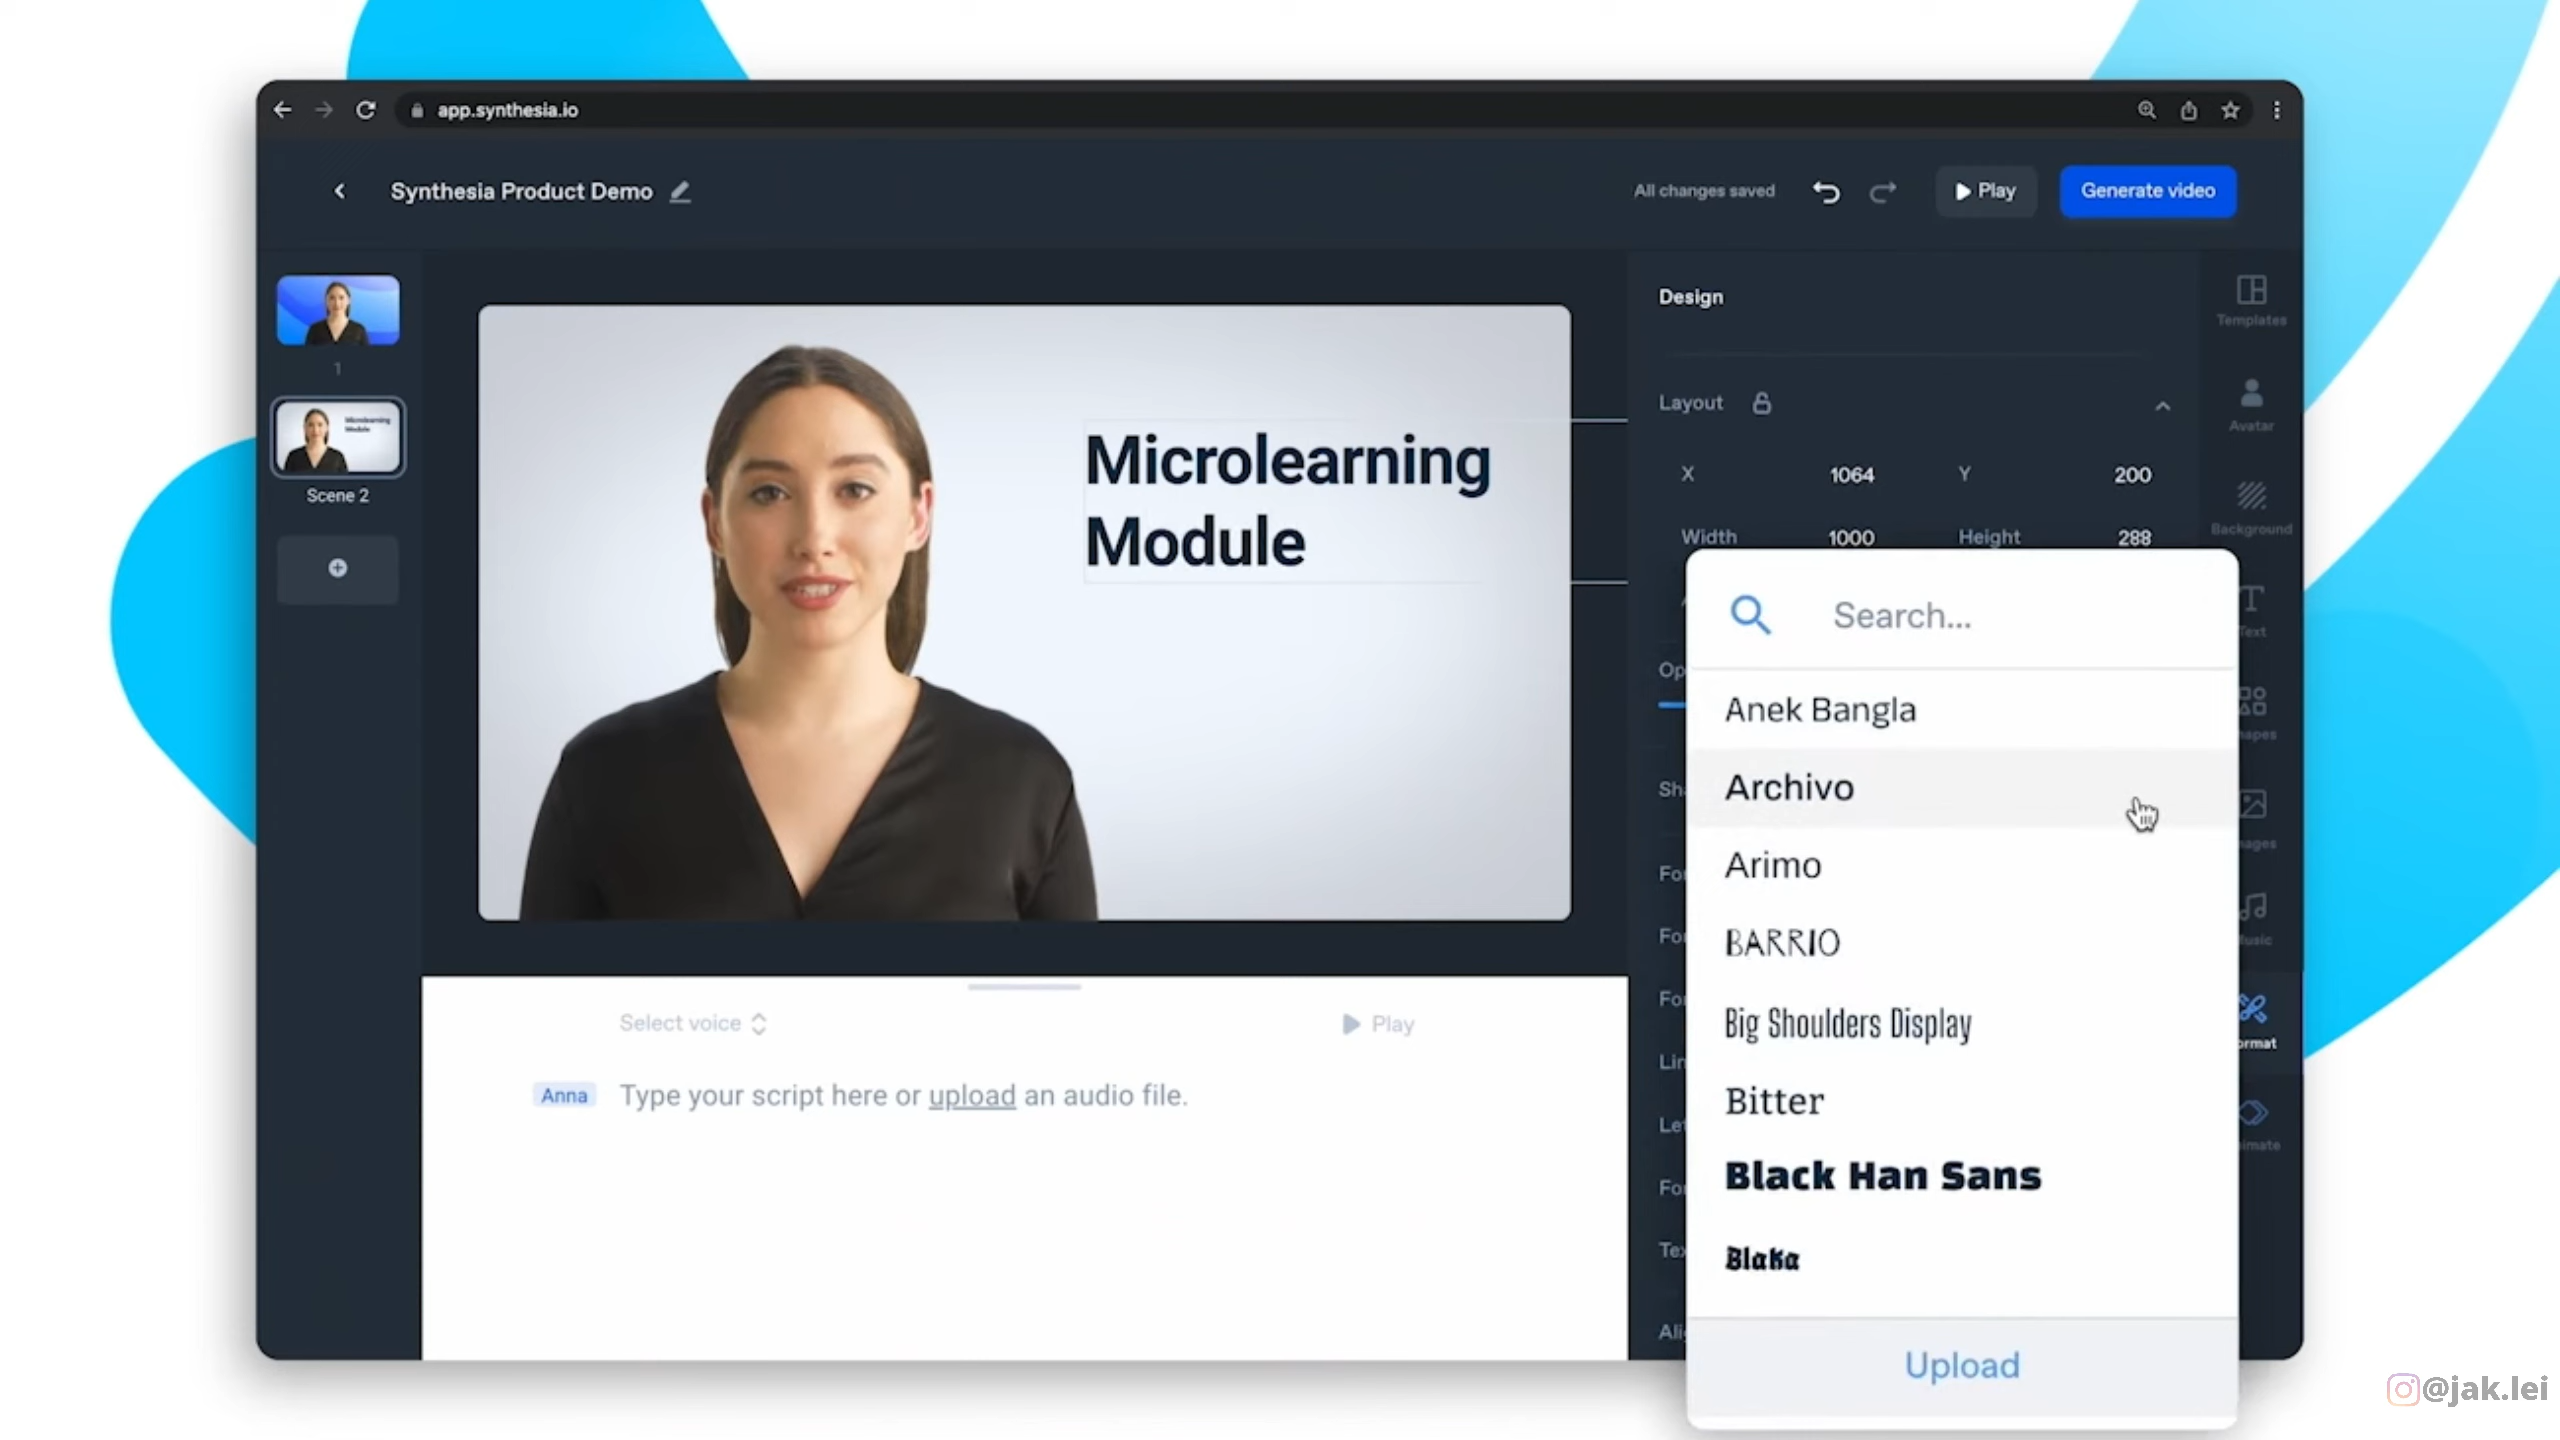 app.synthesia.io
Synthesia Product Demo
All changes saved
Play
Generate video
1
Microlearning
Module
Scene 2
Microlearning
Module
Design
Layout
X 1064 Y 200
Width 1000 Height 288
Templates
Avatar
Background
Text
Search...
Anek Bangla
Archivo
Arimo
BARRIO
Big Shoulders Display
Bitter
Black Han Sans
Blaka
Upload
Select voice
Play
Anna
Type your script here or upload an audio file.
@jak.lei